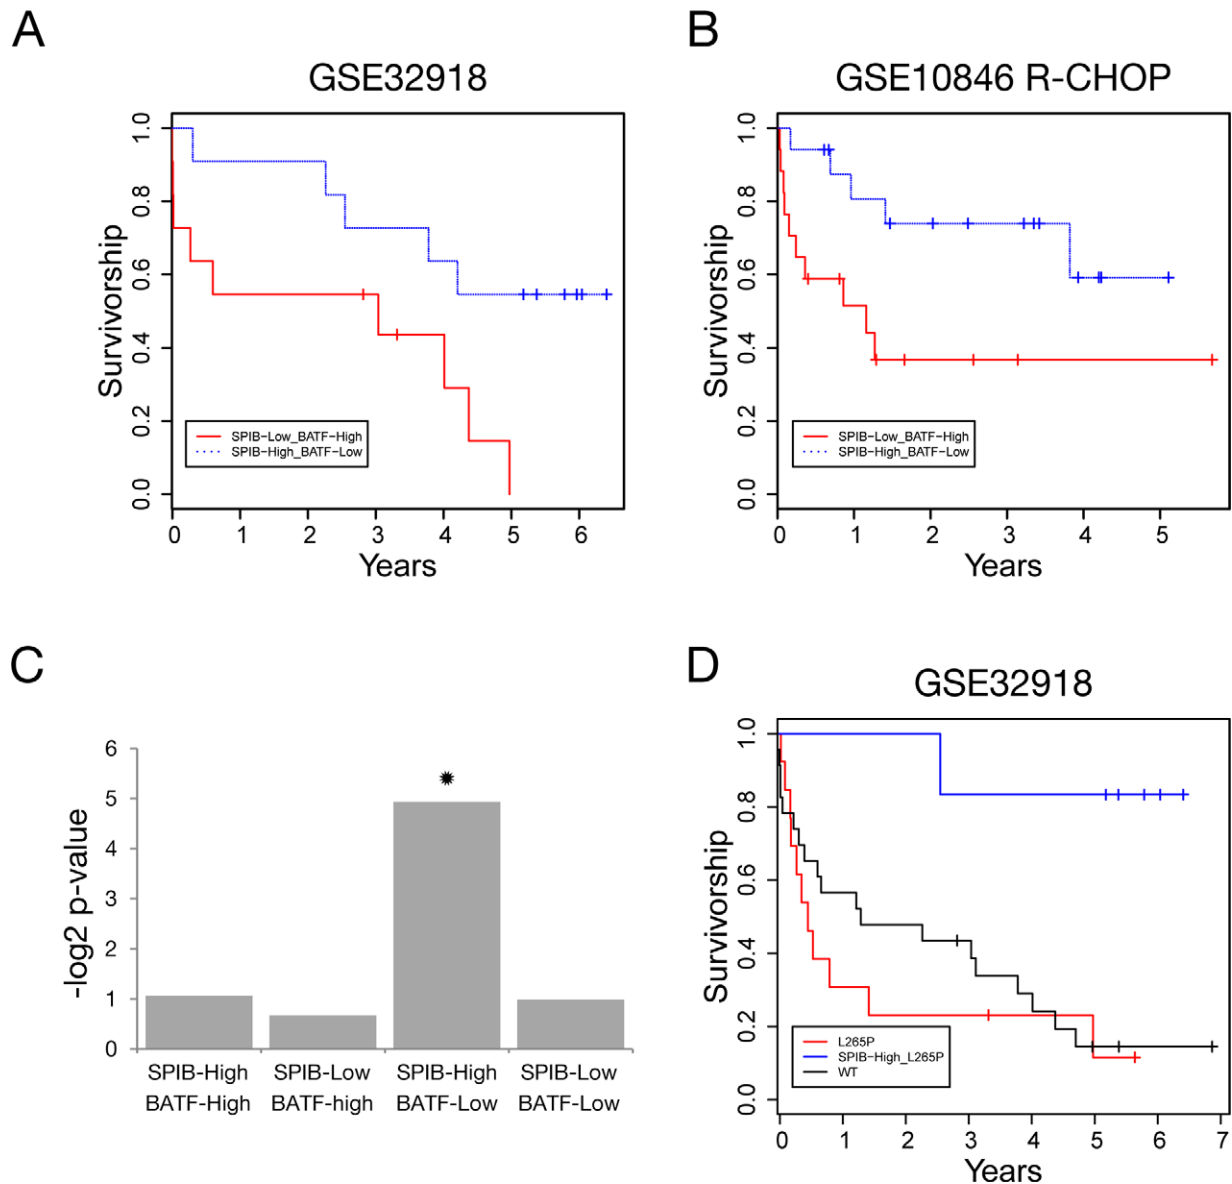 A
GSE32918
Survivorship
1.0
0.8
0.6
0.4
0.2
0.0
SPIB-Low_BATF-High
SPIB-High_BATF-Low
0 1 2 3 4 5 6
Years
B
GSE10846 R-CHOP
Survivorship
1.0
0.8
0.6
0.4
0.2
0.0
SPIB-Low_BATF-High
SPIB-High_BATF-Low
0 1 2 3 4 5
Years
C
-log2 p-value
6
5
4
3
2
1
0
SPIB-High BATF-High
SPIB-Low BATF-high
SPIB-High BATF-Low
SPIB-Low BATF-Low
D
GSE32918
Survivorship
1.0
0.8
0.6
0.4
0.2
0.0
L265P
SPIB-High_L265P
WT
0 1 2 3 4 5 6 7
Years